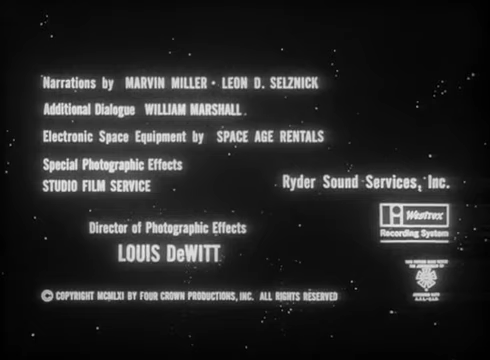 Narrations by MARVIN MILLER • LEON D. SELZNICK
Additional Dialogue WILLIAM MARSHALL
Electronic Space Equipment by SPACE AGE RENTALS
Special Photographic Effects
STUDIO FILM SERVICE
Ryder Sound Services, Inc.
Westrex
Recording System
Director of Photographic Effects
LOUIS DeWITT
© COPYRIGHT MCMLXI BY FOUR CROWN PRODUCTIONS, INC. ALL RIGHTS RESERVED